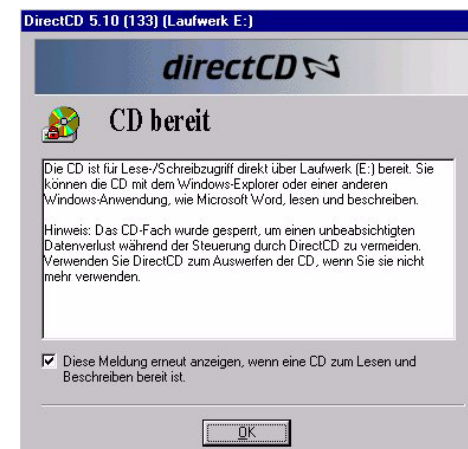 DirectCD 5.10 (133) (Laufwerk E:)
directCD
CD bereit
Die CD ist für Lese-/Schreibzugriff direkt über Laufwerk (E:) bereit. Sie
können die CD mit dem Windows-Explorer oder einer anderen
Windows-Anwendung, wie Microsoft Word, lesen und beschreiben.
Hinweis: Das CD-Fach wurde gesperrt, um einen unbeabsichtigten
Datenverlust während der Steuerung durch DirectCD zu vermeiden.
Verwenden Sie DirectCD zum Auswerfen der CD, wenn Sie sie nicht
mehr verwenden.
Diese Meldung erneut anzeigen, wenn eine CD zum Lesen und
Beschreiben bereit ist.
OK